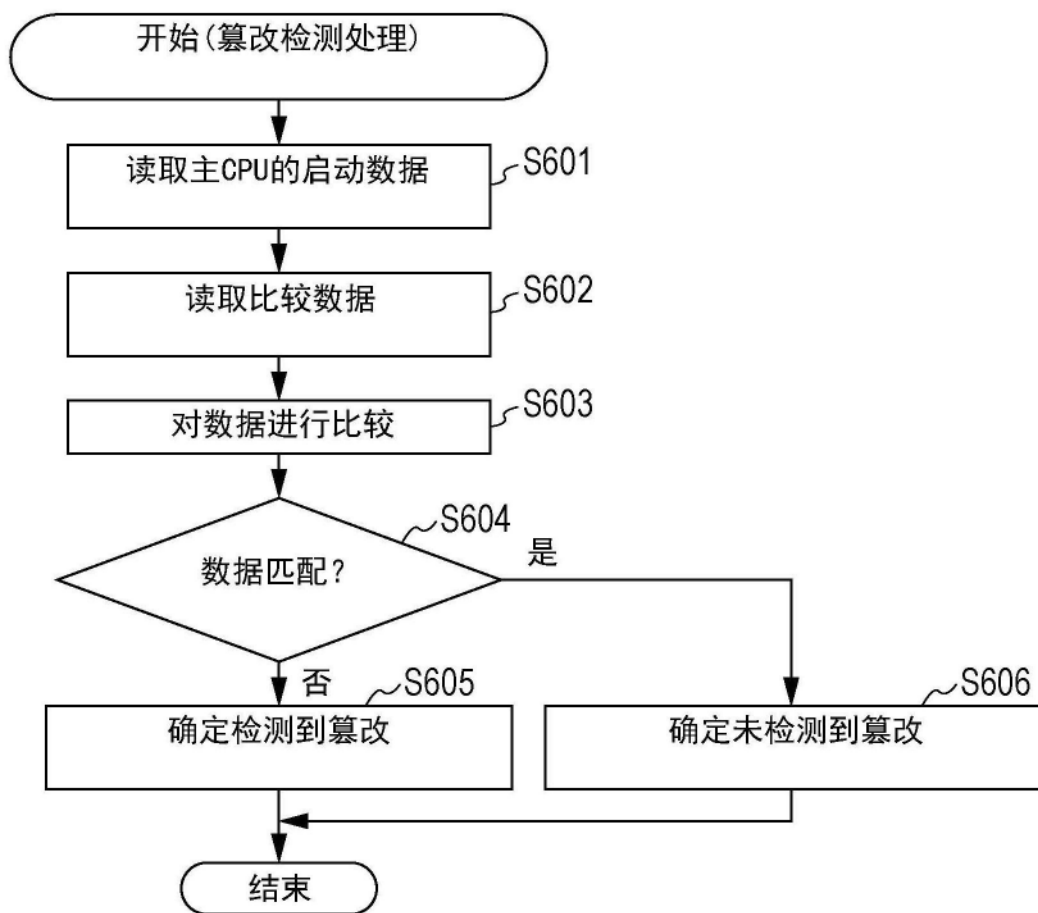 开始(篡改检测处理)
读取主CPU的启动数据
S601
读取比较数据
S602
对数据进行比较
S603
S604
数据匹配?
是
否
S605
确定检测到篡改
S606
确定未检测到篡改
结束